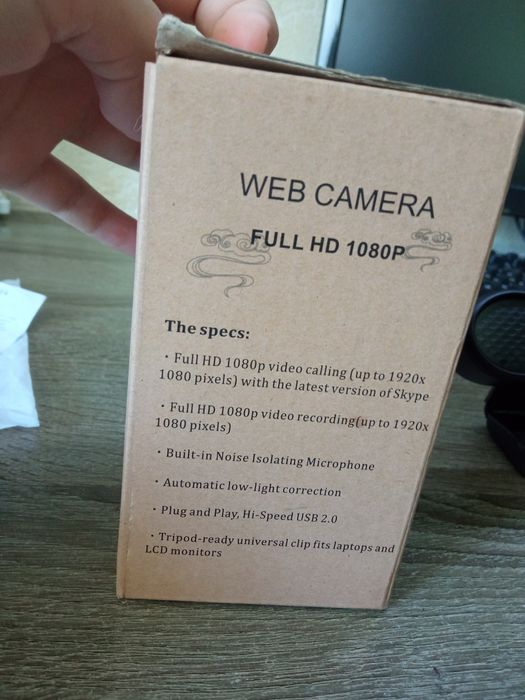 WEB CAMERA
FULL HD 1080P
The specs:
· Full HD 1080p video calling (up to 1920x
1080 pixels) with the latest version of Skype
· Full HD 1080p video recording(up to 1920x
1080 pixels)
· Built-in Noise Isolating Microphone
· Automatic low-light correction
· Plug and Play, Hi-Speed USB 2.0
· Tripod-ready universal clip fits laptops and
LCD monitors